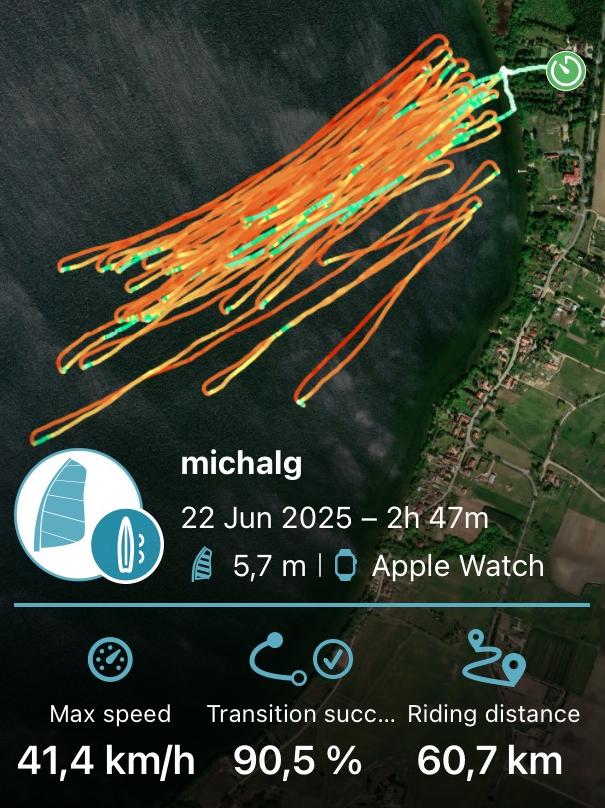 michalg
22 Jun 2025 – 2h 47m
5,7 m | Apple Watch
Max speed
Transition succ...
Riding distance
41,4 km/h
90,5 %
60,7 km